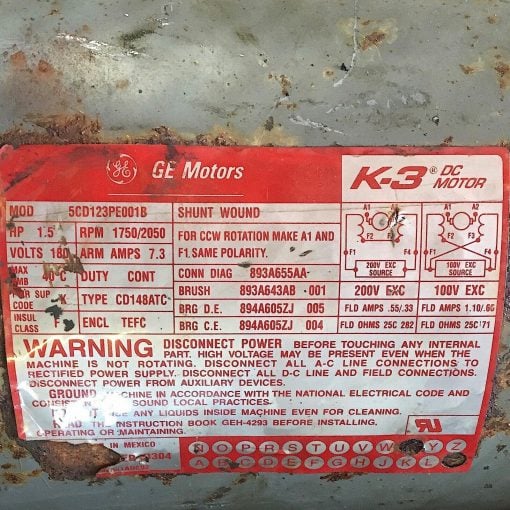 GE Motors
K-3 ® DC MOTOR
MOD 5CD123PE001B SHUNT WOUND
HP 1.5 RPM 1750/2050 FOR CCW ROTATION MAKE A1 AND
VOLTS 180 ARM AMPS 7.3 F1 SAME POLARITY.
DUTY CONT CONN DIAG 893A655AA-
SUP K TYPE CD148ATC BRUSH 893A643AB -001
CODE
INSUL CLASS F ENCL TEFC BRG D.E. 894A605ZJ 005
BRG C.E. 894A605ZJ 004
A1 A2 A1 A2
F2 F3 F2 F3
F1 F4 F1 F4
200V EXC SOURCE 100V EXC SOURCE
200V EXC 100V EXC
FLD AMPS .55/.33 FLD AMPS 1.10/.66
FLD OHMS 25C 282 FLD OHMS 25C 71
WARNING DISCONNECT POWER BEFORE TOUCHING ANY INTERNAL
PART. HIGH VOLTAGE MAY BE PRESENT EVEN WHEN THE
MACHINE IS NOT ROTATING. DISCONNECT ALL A-C LINE CONNECTIONS TO
RECTIFIED POWER SUPPLY. DISCONNECT ALL D-C LINE AND FIELD CONNECTIONS.
DISCONNECT POWER FROM AUXILIARY DEVICES.
GROUND MACHINE IN ACCORDANCE WITH THE NATIONAL ELECTRICAL CODE AND
SOUND LOCAL PRACTICES.
ANY LIQUIDS INSIDE MACHINE EVEN FOR CLEANING.
READ THE INSTRUCTION BOOK GEH-4293 BEFORE INSTALLING,
OPERATING OR MAINTAINING.
IN MEXICO
N O P Q R S T U V W X Y Z
A B C D E F G H I J K L